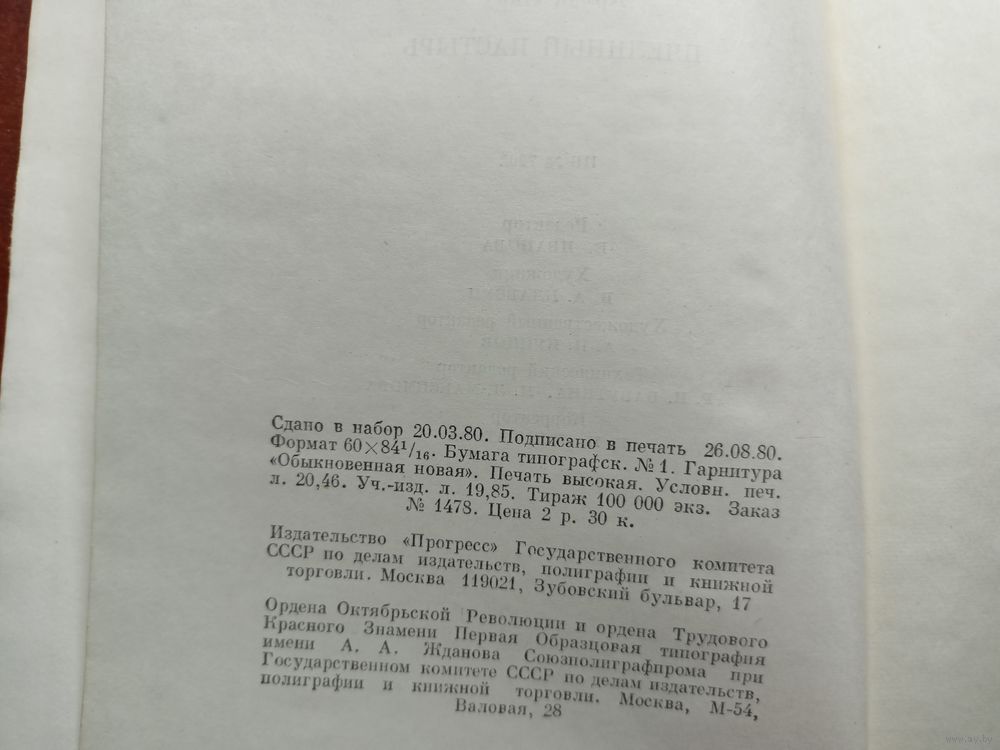 Сдано в набор 20.03.80. Подписано в печать 26.08.80.
Формат 60×84¹/₁₆. Бумага типографск. №1. Гарнитура
«Обыкновенная новая». Печать высокая. Условн. печ.
л. 20,46. Уч.-изд. л. 19,85. Тираж 100 000 экз. Заказ
№ 1478. Цена 2 р. 30 к.
Издательство «Прогресс» Государственного комитета
СССР по делам издательств, полиграфии и книжной
торговли. Москва 119021, Зубовский бульвар, 17
Ордена Октябрьской Революции и ордена Трудового
Красного Знамени Первая Образцовая типография
имени А. А. Жданова Союзполиграфпрома при
Государственном комитете СССР по делам издательств,
полиграфии и книжной торговли. Москва, М-54,
Валовая, 28
www.ay.by